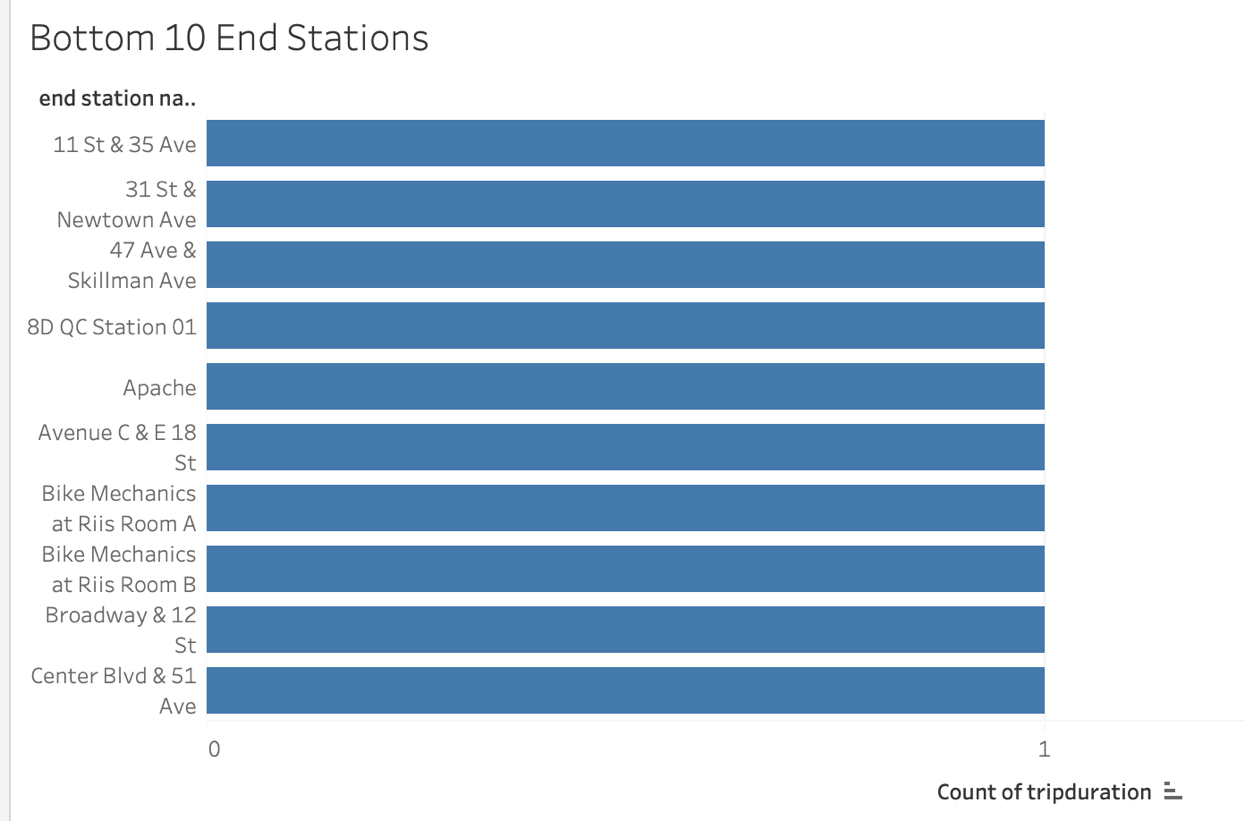 Bottom 10 End Stations
end station na..
11 St & 35 Ave
31 St &
Newtown Ave
47 Ave &
Skillman Ave
8D QC Station 01
Apache
Avenue C & E 18
St
Bike Mechanics
at Riis Room A
Bike Mechanics
at Riis Room B
Broadway & 12
St
Center Blvd & 51
Ave
0 1
Count of tripduration